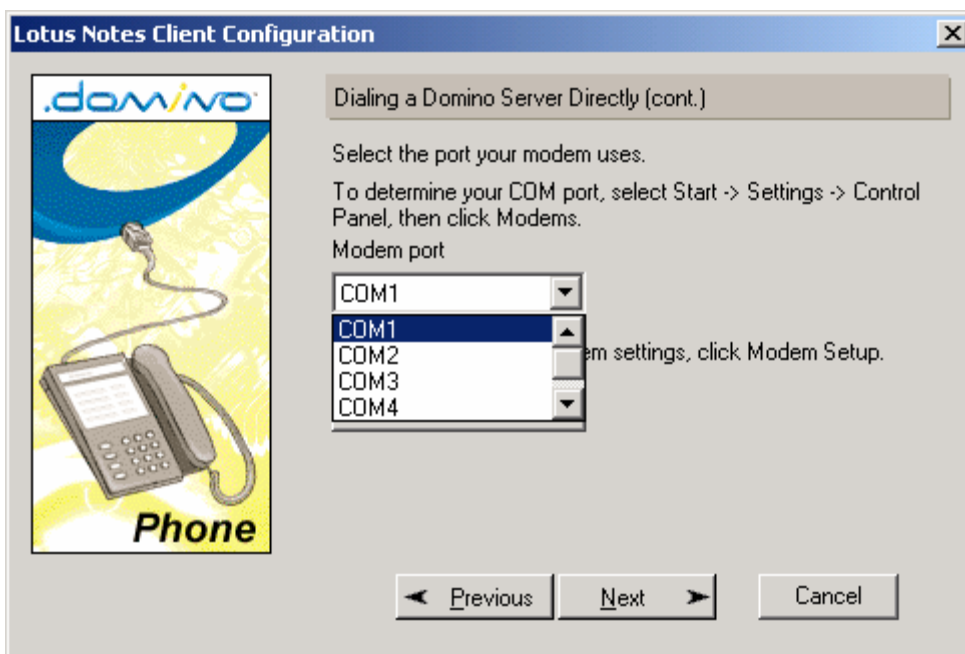 Lotus Notes Client Configuration
.domino
Dialing a Domino Server Directly (cont.)
Select the port your modem uses.
To determine your COM port, select Start -> Settings -> Control
Panel, then click Modems.
Modem port
COM1
COM1
COM2
em settings, click Modem Setup.
COM3
COM4
Phone
Previous
Next
Cancel